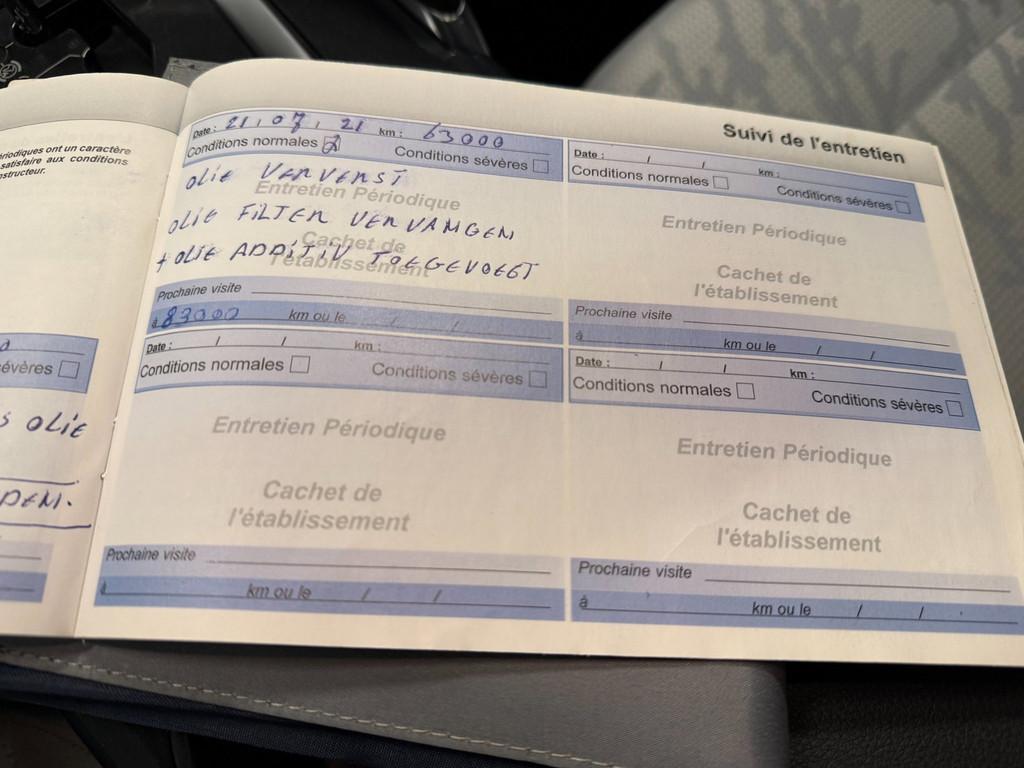 riodiques ont un caractère
satisfaire aux conditions
nstructeur.
évères
OLIE
DEN.
Suivi de l'entretien
Date : 21 , 07 , 21 km : 63000
Conditions normales Conditions sévères
OLIE VERVERST
Entretien Périodique
OLIE FILTER VERVANGEN
Cachet de
l'établissement
+ OLIE ADDITIV TOEGEVOEGT
Prochaine visite
à 83000 km ou le / /
Date : / / km :
Conditions normales Conditions sévères
Entretien Périodique
Cachet de
l'établissement
Prochaine visite
à km ou le / /
Date : / / km :
Conditions normales Conditions sévères
Entretien Périodique
Cachet de
l'établissement
Prochaine visite
à km ou le / /
Date : / / km :
Conditions normales Conditions sévères
Entretien Périodique
Cachet de
l'établissement
Prochaine visite
à km ou le / /